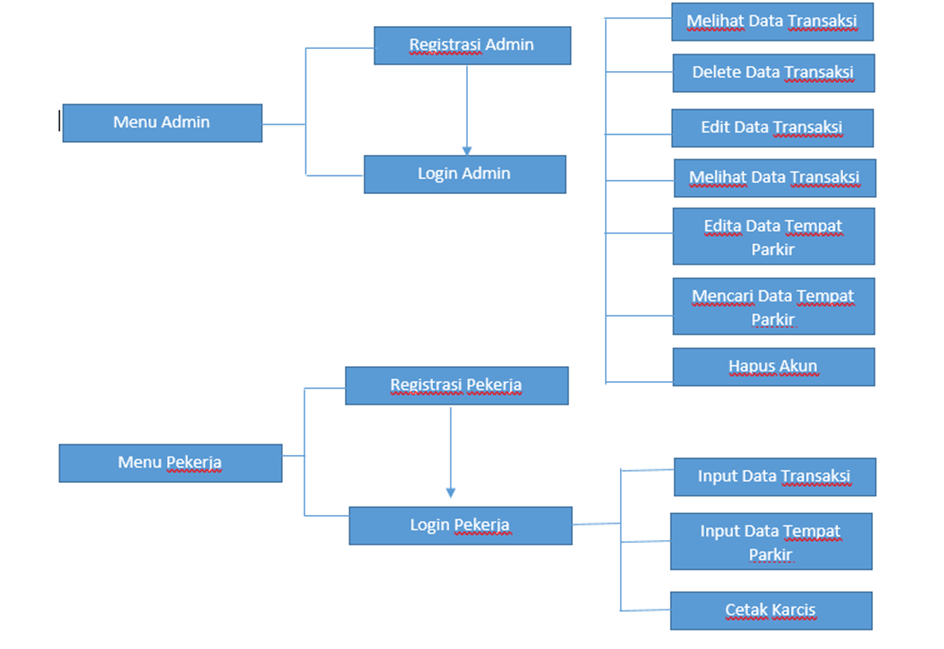 Menu Admin
Registrasi Admin
Login Admin
Melihat Data Transaksi
Delete Data Transaksi
Edit Data Transaksi
Melihat Data Transaksi
Edita Data Tempat
Parkir
Mencari Data Tempat
Parkir
Hapus Akun
Menu Pekerja
Registrasi Pekerja
Login Pekerja
Input Data Transaksi
Input Data Tempat
Parkir
Cetak Karcis